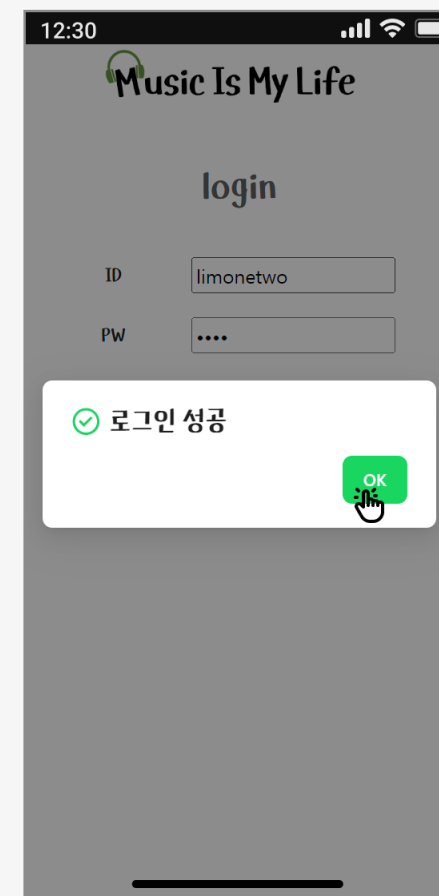 12:30
Music Is My Life
login
ID limonetwo
PW ••••
로그인 성공
OK